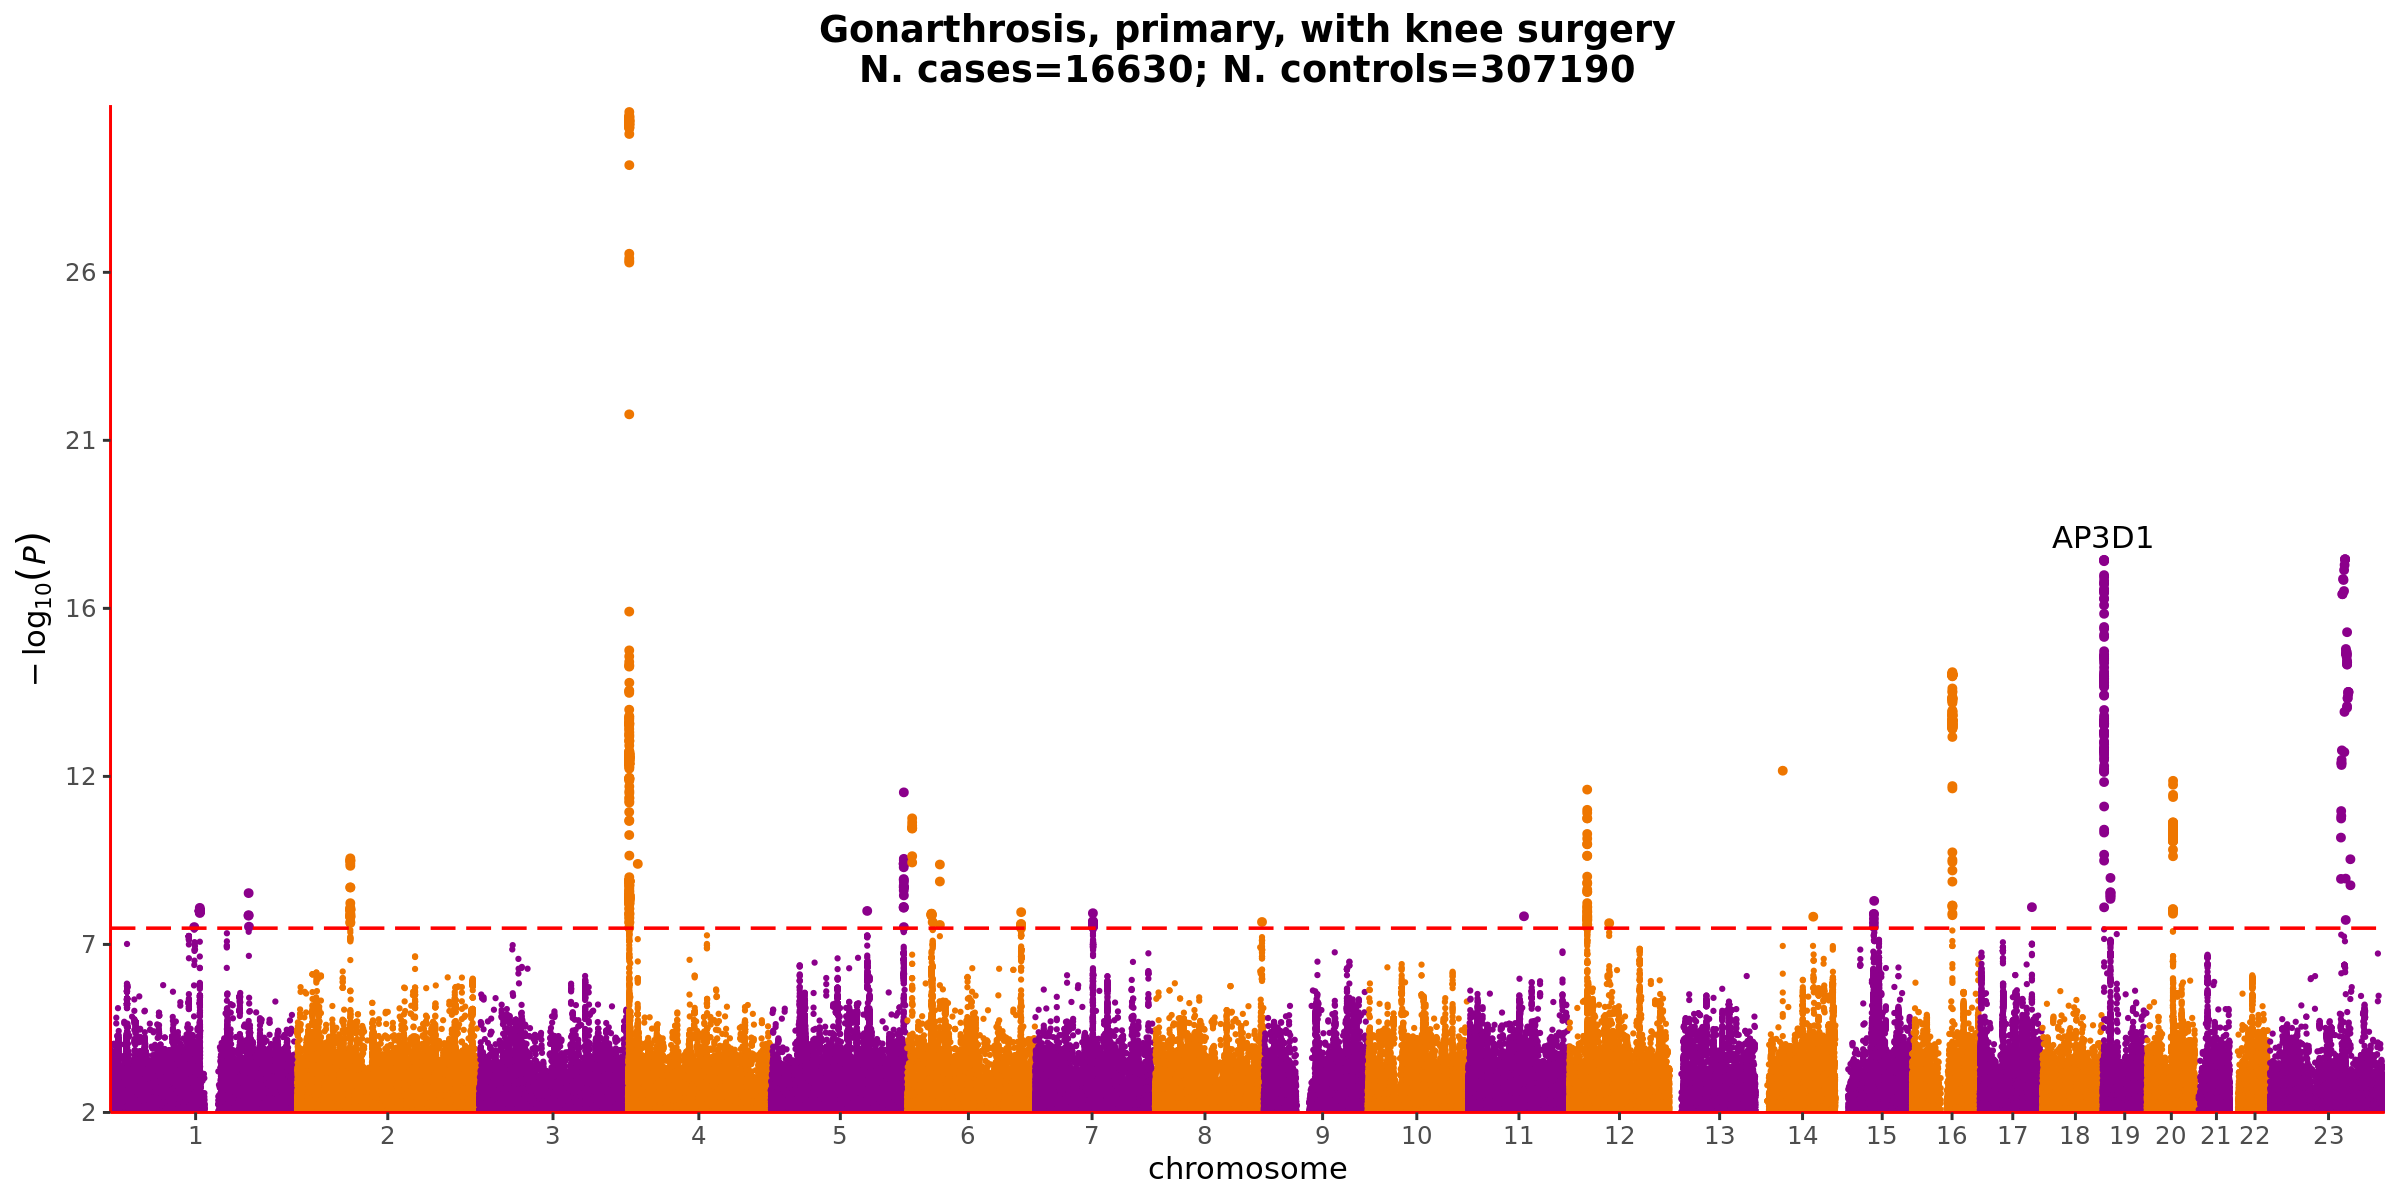 Gonarthrosis, primary, with knee surgery
N. cases=16630; N. controls=307190
26
21
16
12
7
2
− log10( P)
AP3D1
1 2 3 4 5 6 7 8 9 10 11 12 13 14 15 16 17 18 19 20 21 22 23
chromosome